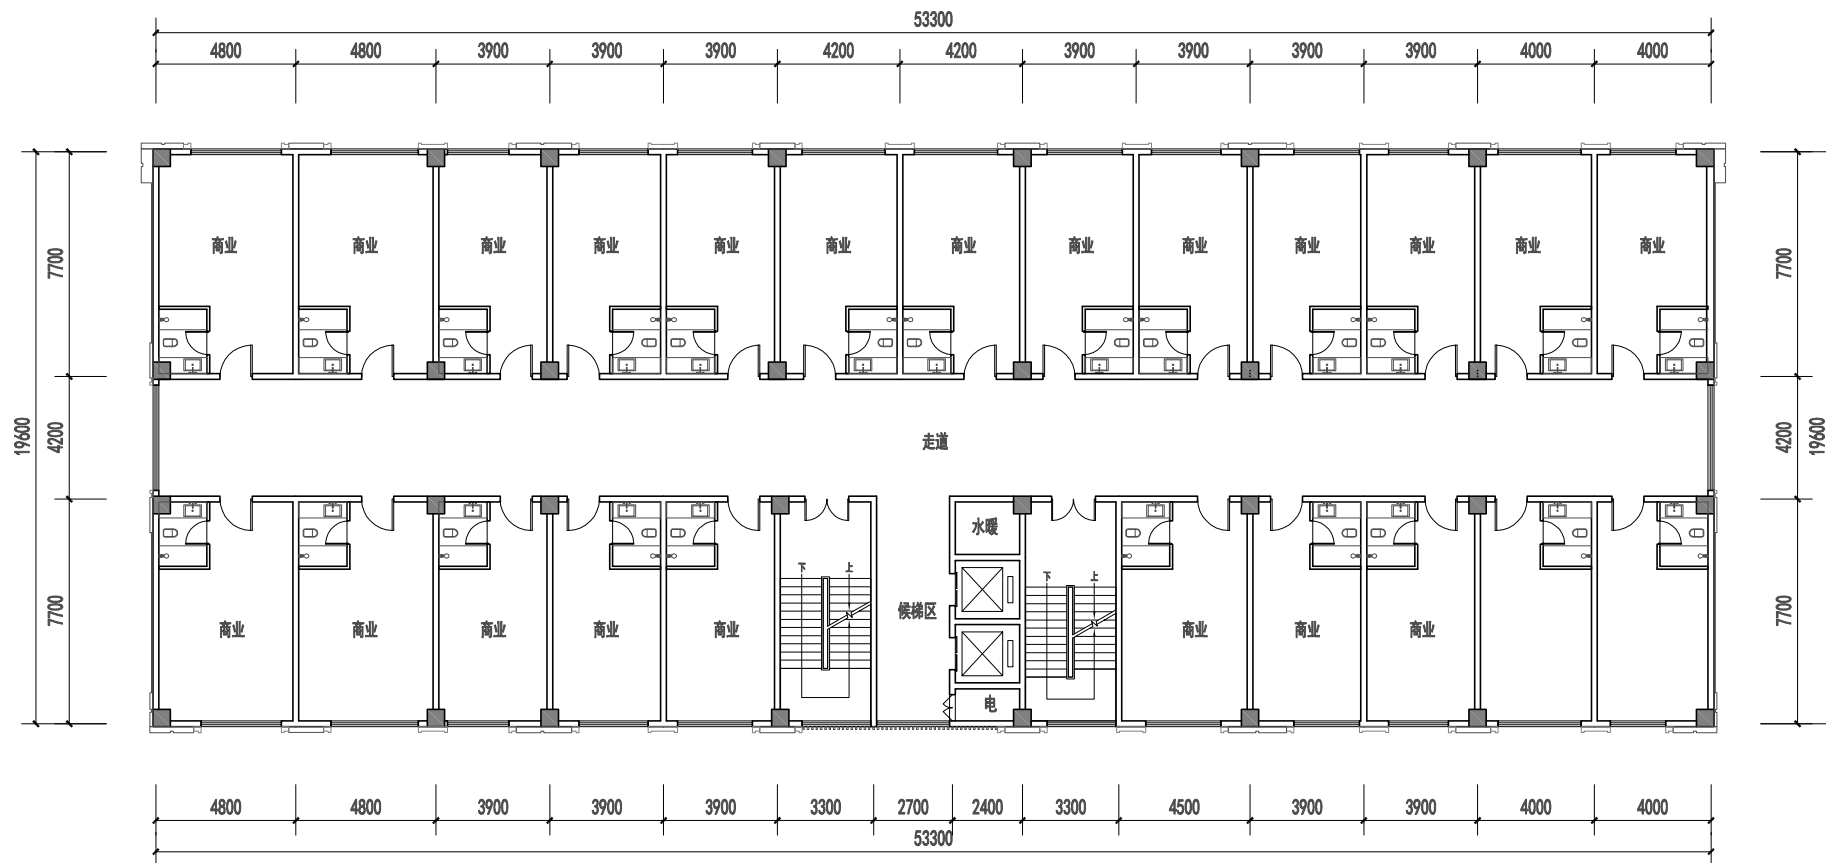 53300
4800 4800 3900 3900 3900 4200 4200 3900 3900 3900 3900 4000 4000
商业 商业 商业 商业 商业 商业 商业 商业 商业 商业 商业 商业 商业
7700 7700
19600 4200 走道 4200 19600
水暖
下 上 下 上
7700 候梯区 7700
商业 商业 商业 商业 商业 商业 商业 商业
电
4800 4800 3900 3900 3900 3300 2700 2400 3300 4500 3900 3900 4000 4000
53300